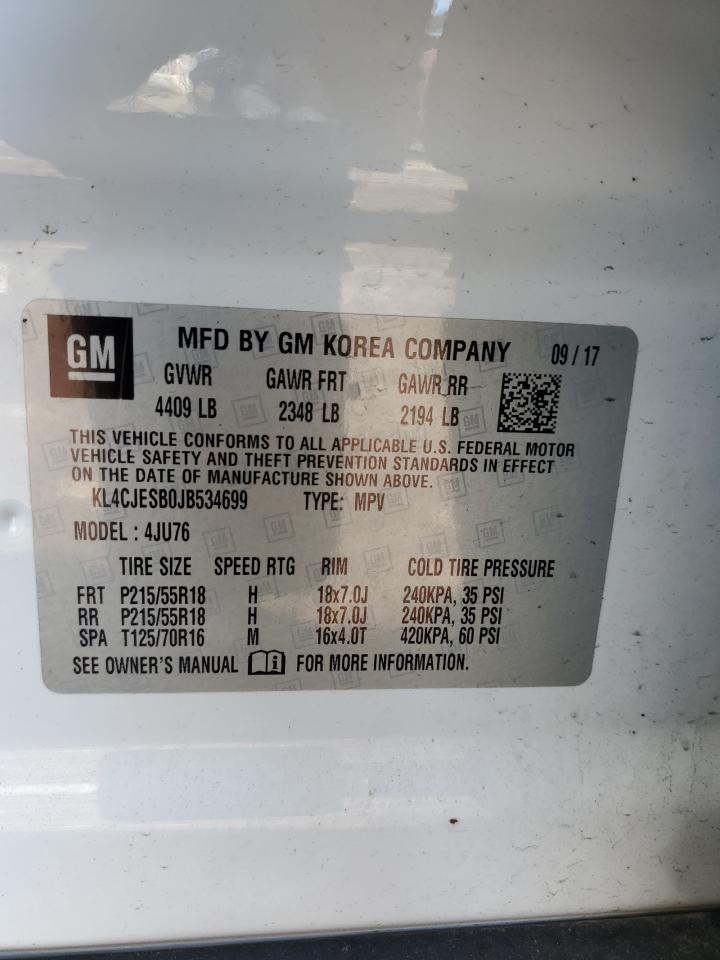 GM
MFD BY GM KOREA COMPANY 09 / 17
GVWR GAWR FRT GAWR RR
4409 LB 2348 LB 2194 LB
THIS VEHICLE CONFORMS TO ALL APPLICABLE U.S. FEDERAL MOTOR
VEHICLE SAFETY AND THEFT PREVENTION STANDARDS IN EFFECT
ON THE DATE OF MANUFACTURE SHOWN ABOVE.
KL4CJESB0JB534699 TYPE: MPV
MODEL : 4JU76
TIRE SIZE SPEED RTG RIM COLD TIRE PRESSURE
FRT P215/55R18 H 18x7.0J 240KPA, 35 PSI
RR P215/55R18 H 18x7.0J 240KPA, 35 PSI
SPA T125/70R16 M 16x4.0T 420KPA, 60 PSI
SEE OWNER'S MANUAL FOR MORE INFORMATION.